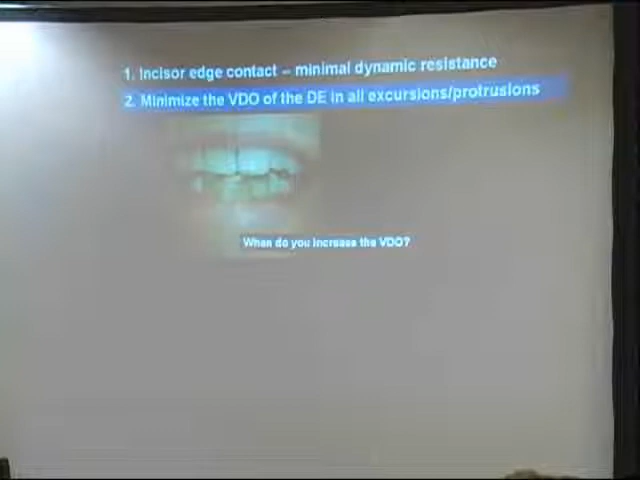 1. Incisor edge contact – minimal dynamic resistance
2. Minimize the VDO of the DE in all excursions/protrusions
When do you increase the VDO?